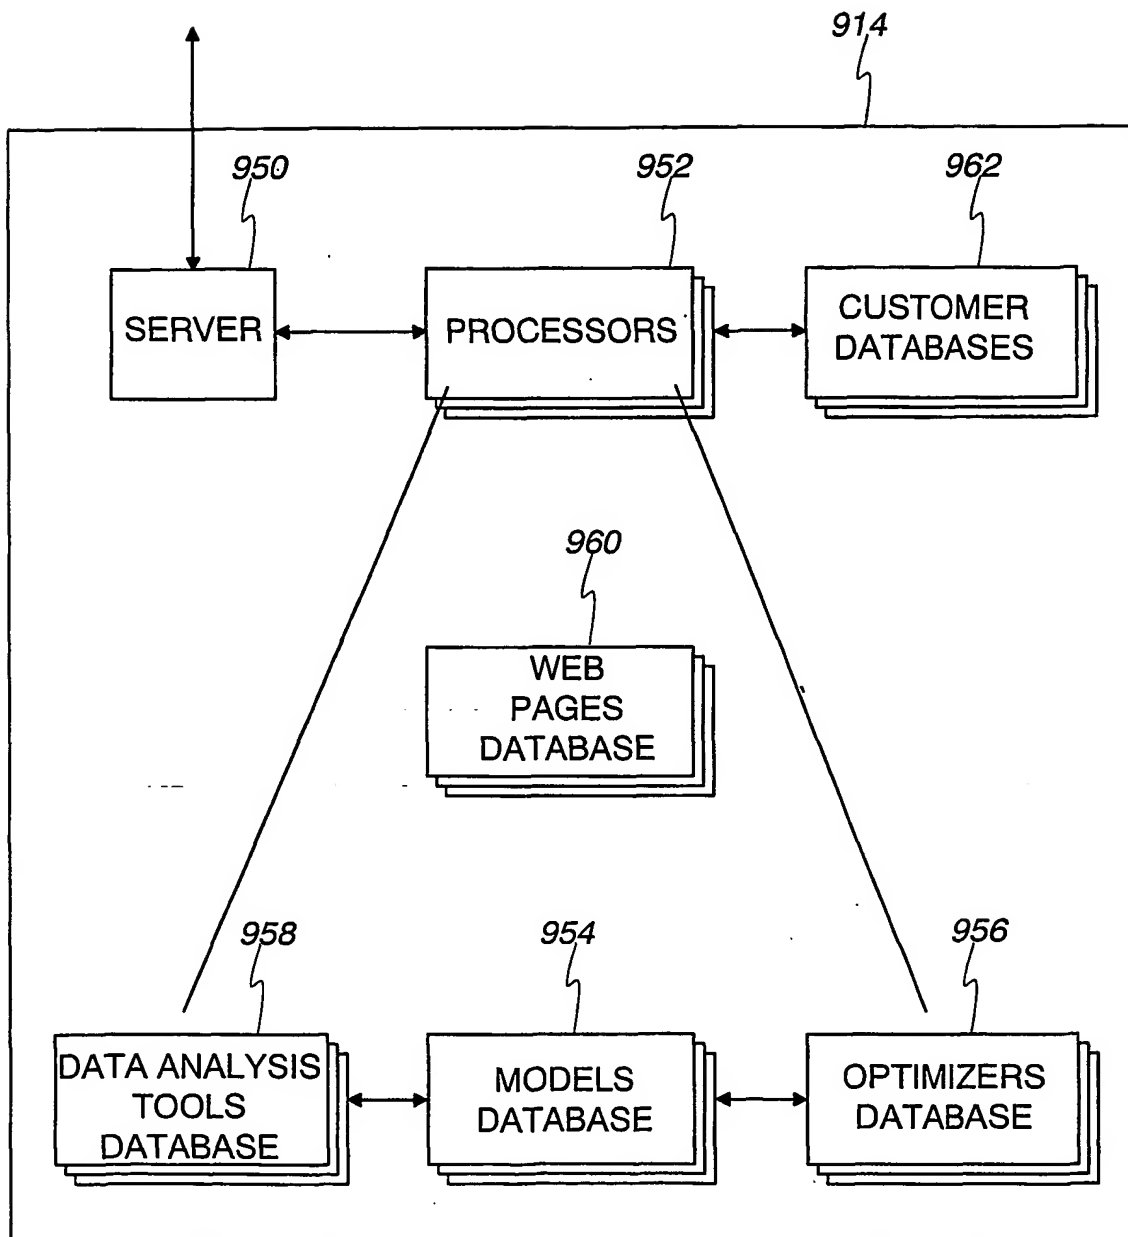 914
950
952
962
SERVER
PROCESSORS
CUSTOMER
DATABASES
960
WEB
PAGES
DATABASE
958
954
956
DATA ANALYSIS
TOOLS
DATABASE
MODELS
DATABASE
OPTIMIZERS
DATABASE